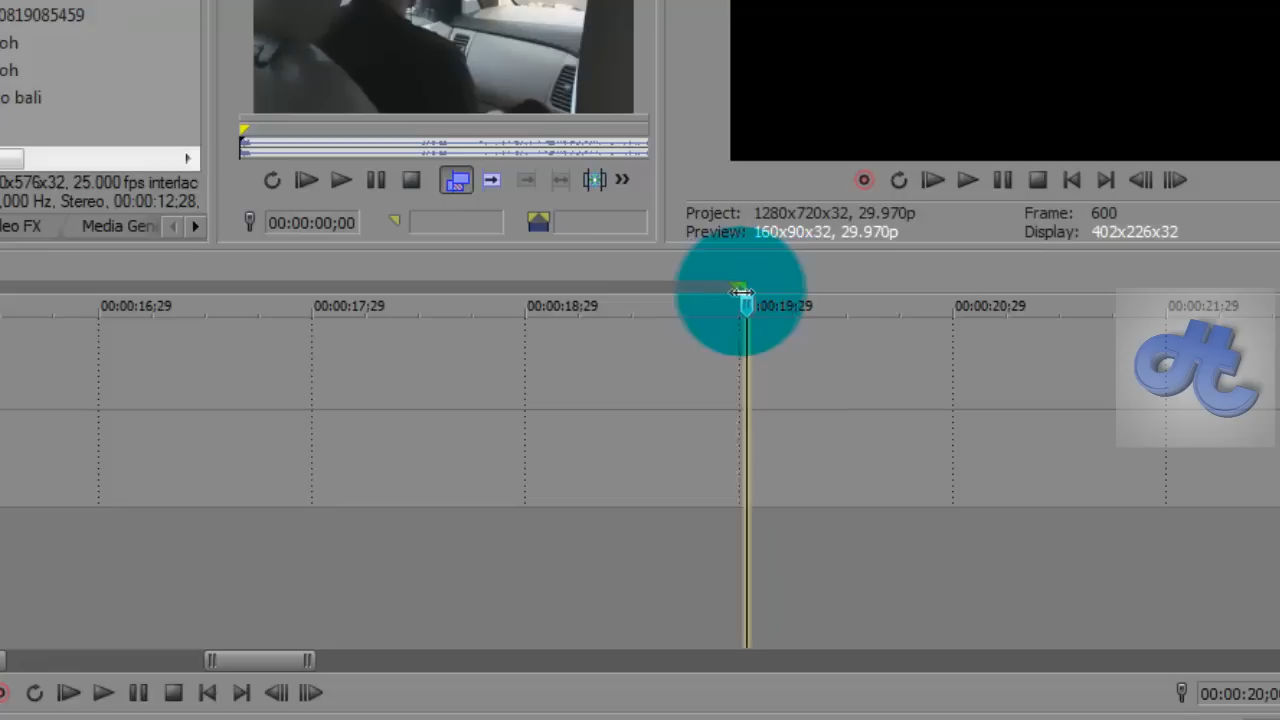 0819085459
oh
oh
o bali
0x576x32, 25.000 fps interlac
,000 Hz, Stereo, 00:00:12;28,
leo FX
Media Gen
00:00:00;00
Project: 1280x720x32, 29.970p
Preview: 160x90x32, 29.970p
Frame: 600
Display: 402x226x32
00:00:16;29
00:00:17;29
00:00:18;29
:00:19;29
00:00:20;29
00:00:21;29
00:00:20;0